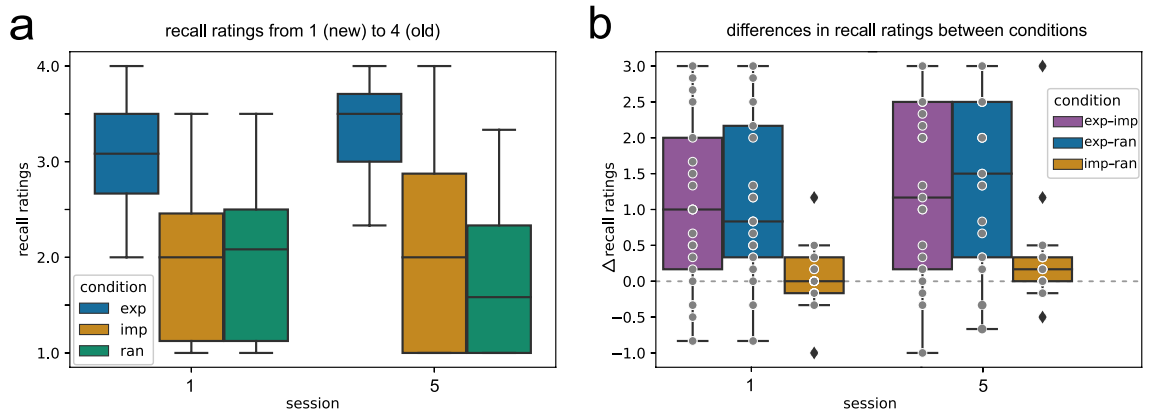 a
recall ratings from 1 (new) to 4 (old)
4.0
3.0
2.0
1.0
recall ratings
condition
exp
imp
ran
1
5
session
b
differences in recall ratings between conditions
3.0
2.5
2.0
1.5
1.0
0.5
0.0
−0.5
−1.0
Δ recall ratings
condition
exp–imp
exp–ran
imp–ran
1
5
session